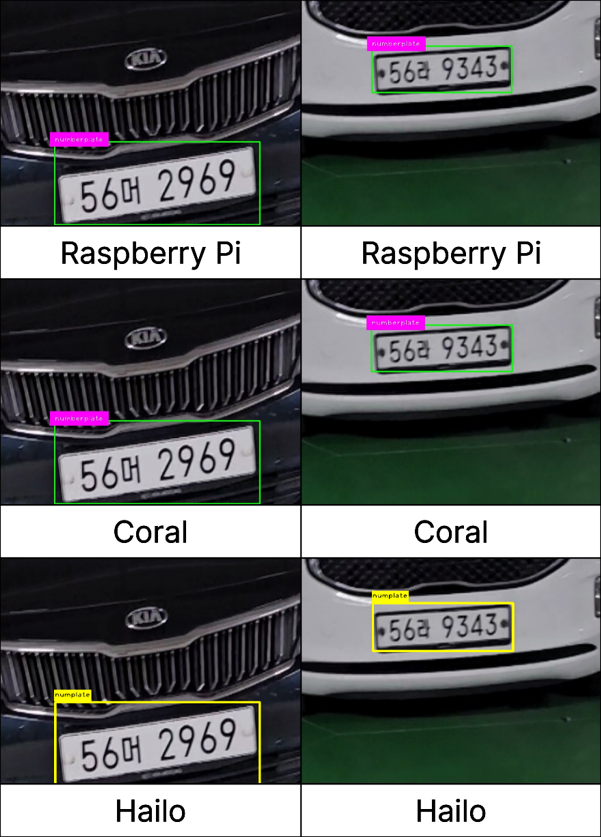 KIA
numberplate
56머 2969
numberplate
56라 9343
Raspberry Pi
Raspberry Pi
KIA
numberplate
56머 2969
numberplate
56라 9343
Coral
Coral
KIA
numplate
56머 2969
numplate
56라 9343
Hailo
Hailo